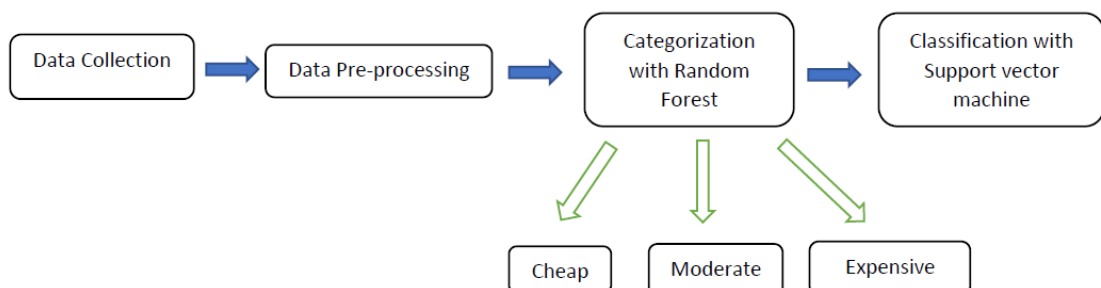 Data Collection
Data Pre-processing
Categorization
with Random
Forest
Classification with
Support vector
machine
Cheap
Moderate
Expensive